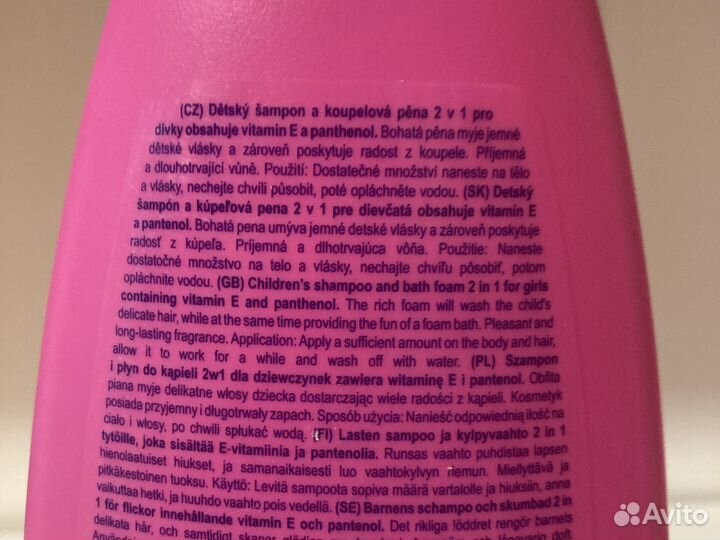 (CZ) Dětský šampon a koupelová pěna 2 v 1 pro
dívky obsahuje vitamin E a panthenol. Bohatá pěna myje jemné
dětské vlásky a zároveň poskytuje radost z koupele. Příjemná
a dlouhotrvající vůně. Použití: Dostatečné množství naneste na tělo
a vlásky, nechejte chvíli působit, poté opláchněte vodou. (SK) Detský
šampón a kúpeľová pena 2 v 1 pre dievčatá obsahuje vitamín E
a pantenol. Bohatá pena umýva jemné detské vlásky a zároveň poskytuje
radosť z kúpeľa. Príjemná a dlhotrvajúca vôňa. Použitie: Naneste
dostatočné množstvo na telo a vlásky, nechajte chvíľu pôsobiť, potom
opláchnite vodou. (GB) Children's shampoo and bath foam 2 in 1 for girls
containing vitamin E and panthenol. The rich foam will wash the child's
delicate hair, while at the same time providing the fun of a foam bath. Pleasant and
long-lasting fragrance. Application: Apply a sufficient amount on the body and hair,
allow it to work for a while and wash off with water. (PL) Szampon
i płyn do kąpieli 2w1 dla dziewczynek zawiera witaminę E i pantenol. Obfita
piana myje delikatne włosy dziecka dostarczając wiele radości z kąpieli. Kosmetyk
posiada przyjemny i długotrwały zapach. Sposób użycia: Nanieść odpowiednią ilość na
ciało i włosy, po chwili spłukać wodą. (FI) Lasten sampoo ja kylpyvaahto 2 in 1
tytöille, joka sisältää E-vitamiinia ja pantenolia. Runsas vaahto puhdistaa lapsen
hienolaatuiset hiukset, ja samanaikaisesti luo vaahtokylvyn riemun. Miellyttävä ja
pitkäkestoinen tuoksu. Käyttö: Levitä sampoota sopiva määrä vartalolle ja hiuksiin, anna
vaikuttaa hetki, ja huuhdo vaahto pois vedellä. (SE) Barnens schampo och skumbad 2 in
1 för flickor innehållande vitamin E och pantenol. Det rikliga löddret rengör barnets
delikata hår, och samtidigt skapar glädjen
långvarig doft.
Avito